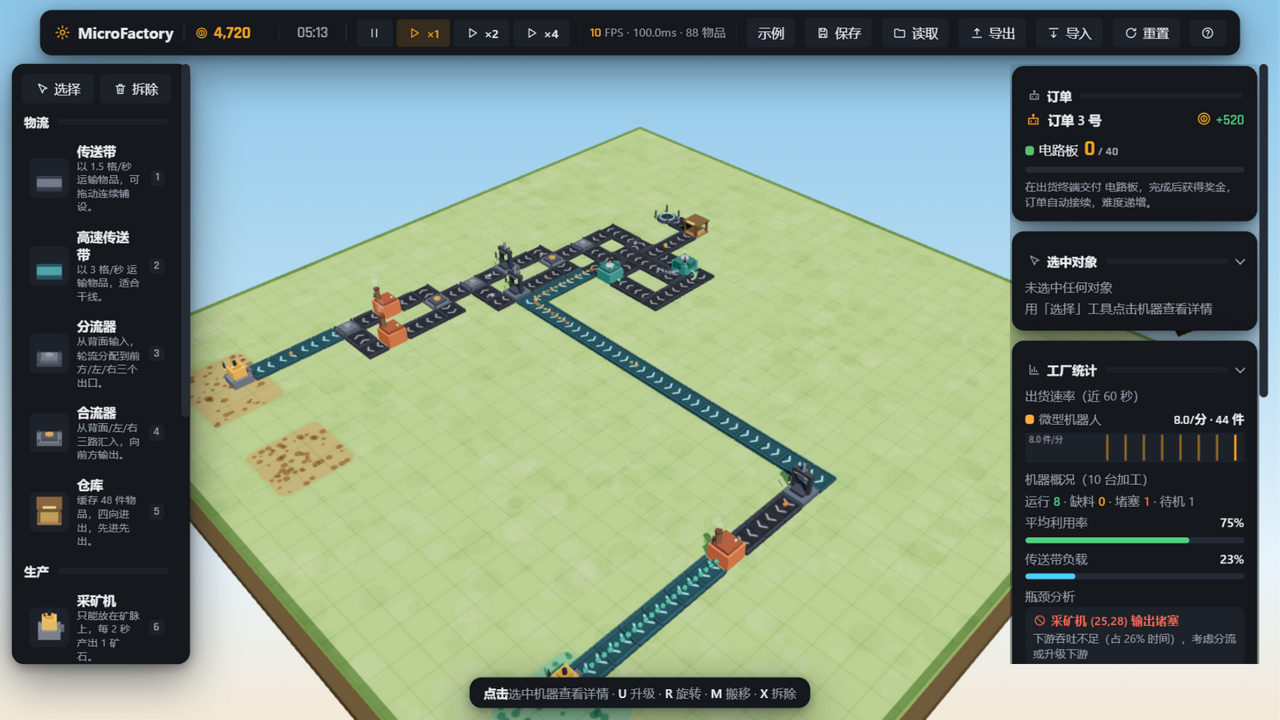 MicroFactory
4,720
05:13
×1
×2
×4
10 FPS · 100.0ms · 88 物品
示例
保存
读取
导出
导入
重置
选择
拆除
物流
传送带
以 1.5 格/秒
运输物品，可
拖动连续铺
设。
1
高速传送
带
以 3 格/秒 运
输物品，适合
干线。
2
分流器
从背面输入，
轮流分配到前
方/左/右三个
出口。
3
合流器
从背面/左/右
三路汇入，向
前方输出。
4
仓库
缓存 48 件物
品，四向进
出，先进先
出。
5
生产
采矿机
只能放在矿脉
上，每 2 秒
产出 1 矿
石。
6
订单
订单 3 号
+520
电路板 0 / 40
在出货终端交付 电路板，完成后获得奖金，
订单自动接续，难度递增。
选中对象
未选中任何对象
用「选择」工具点击机器查看详情
工厂统计
出货速率（近 60 秒）
微型机器人
8.0/分 · 44 件
8.0 件/分
机器概况（10 台加工）
运行 8 · 缺料 0 · 堵塞 1 · 待机 1
平均利用率
75%
传送带负载
23%
瓶颈分析
采矿机 (25,28) 输出堵塞
下游吞吐不足（占 26% 时间），考虑分流
或升级下游
点击选中机器查看详情 · U 升级 · R 旋转 · M 搬移 · X 拆除